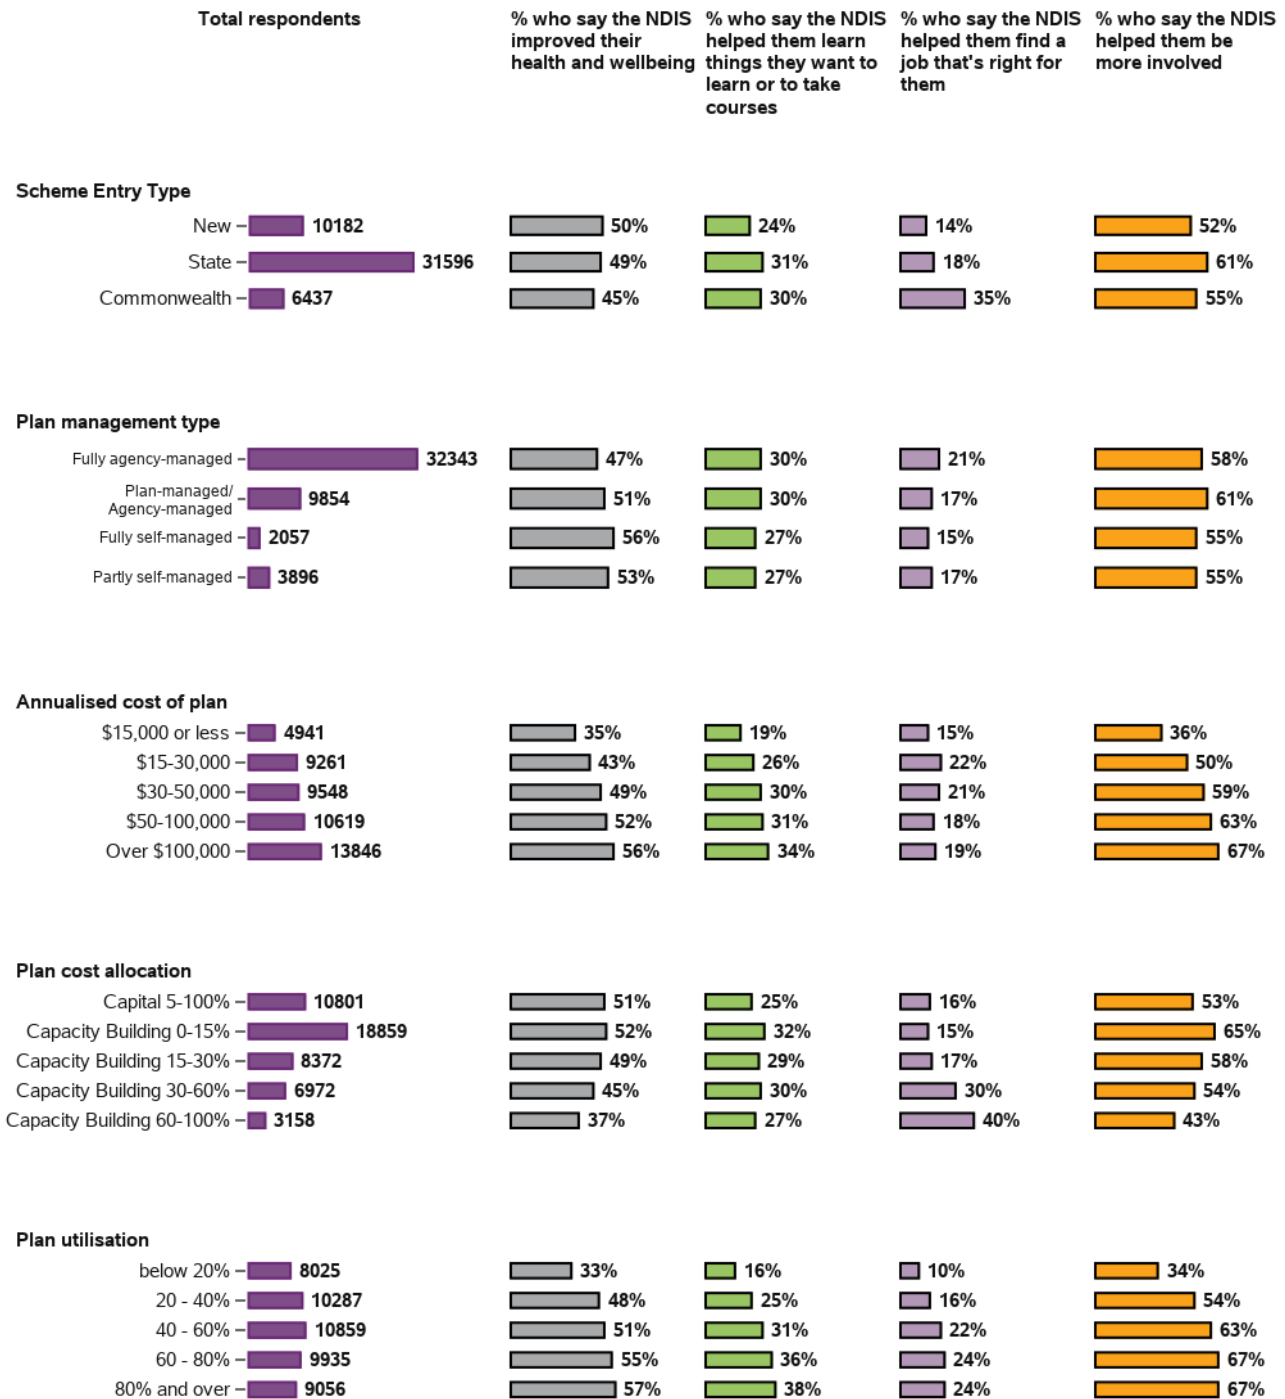 Total respondents
% who say the NDIS improved their health and wellbeing
% who say the NDIS helped them learn things they want to learn or to take courses
% who say the NDIS helped them find a job that's right for them
% who say the NDIS helped them be more involved
Scheme Entry Type
New 10182 50% 24% 14% 52%
State 31596 49% 31% 18% 61%
Commonwealth 6437 45% 30% 35% 55%
Plan management type
Fully agency-managed 32343 47% 30% 21% 58%
Plan-managed/
Agency-managed 9854 51% 30% 17% 61%
Fully self-managed 2057 56% 27% 15% 55%
Partly self-managed 3896 53% 27% 17% 55%
Annualised cost of plan
$15,000 or less 4941 35% 19% 15% 36%
$15-30,000 9261 43% 26% 22% 50%
$30-50,000 9548 49% 30% 21% 59%
$50-100,000 10619 52% 31% 18% 63%
Over $100,000 13846 56% 34% 19% 67%
Plan cost allocation
Capital 5-100% 10801 51% 25% 16% 53%
Capacity Building 0-15% 18859 52% 32% 15% 65%
Capacity Building 15-30% 8372 49% 29% 17% 58%
Capacity Building 30-60% 6972 45% 30% 30% 54%
Capacity Building 60-100% 3158 37% 27% 40% 43%
Plan utilisation
below 20% 8025 33% 16% 10% 34%
20 - 40% 10287 48% 25% 16% 54%
40 - 60% 10859 51% 31% 22% 63%
60 - 80% 9935 55% 36% 24% 67%
80% and over 9056 57% 38% 24% 67%